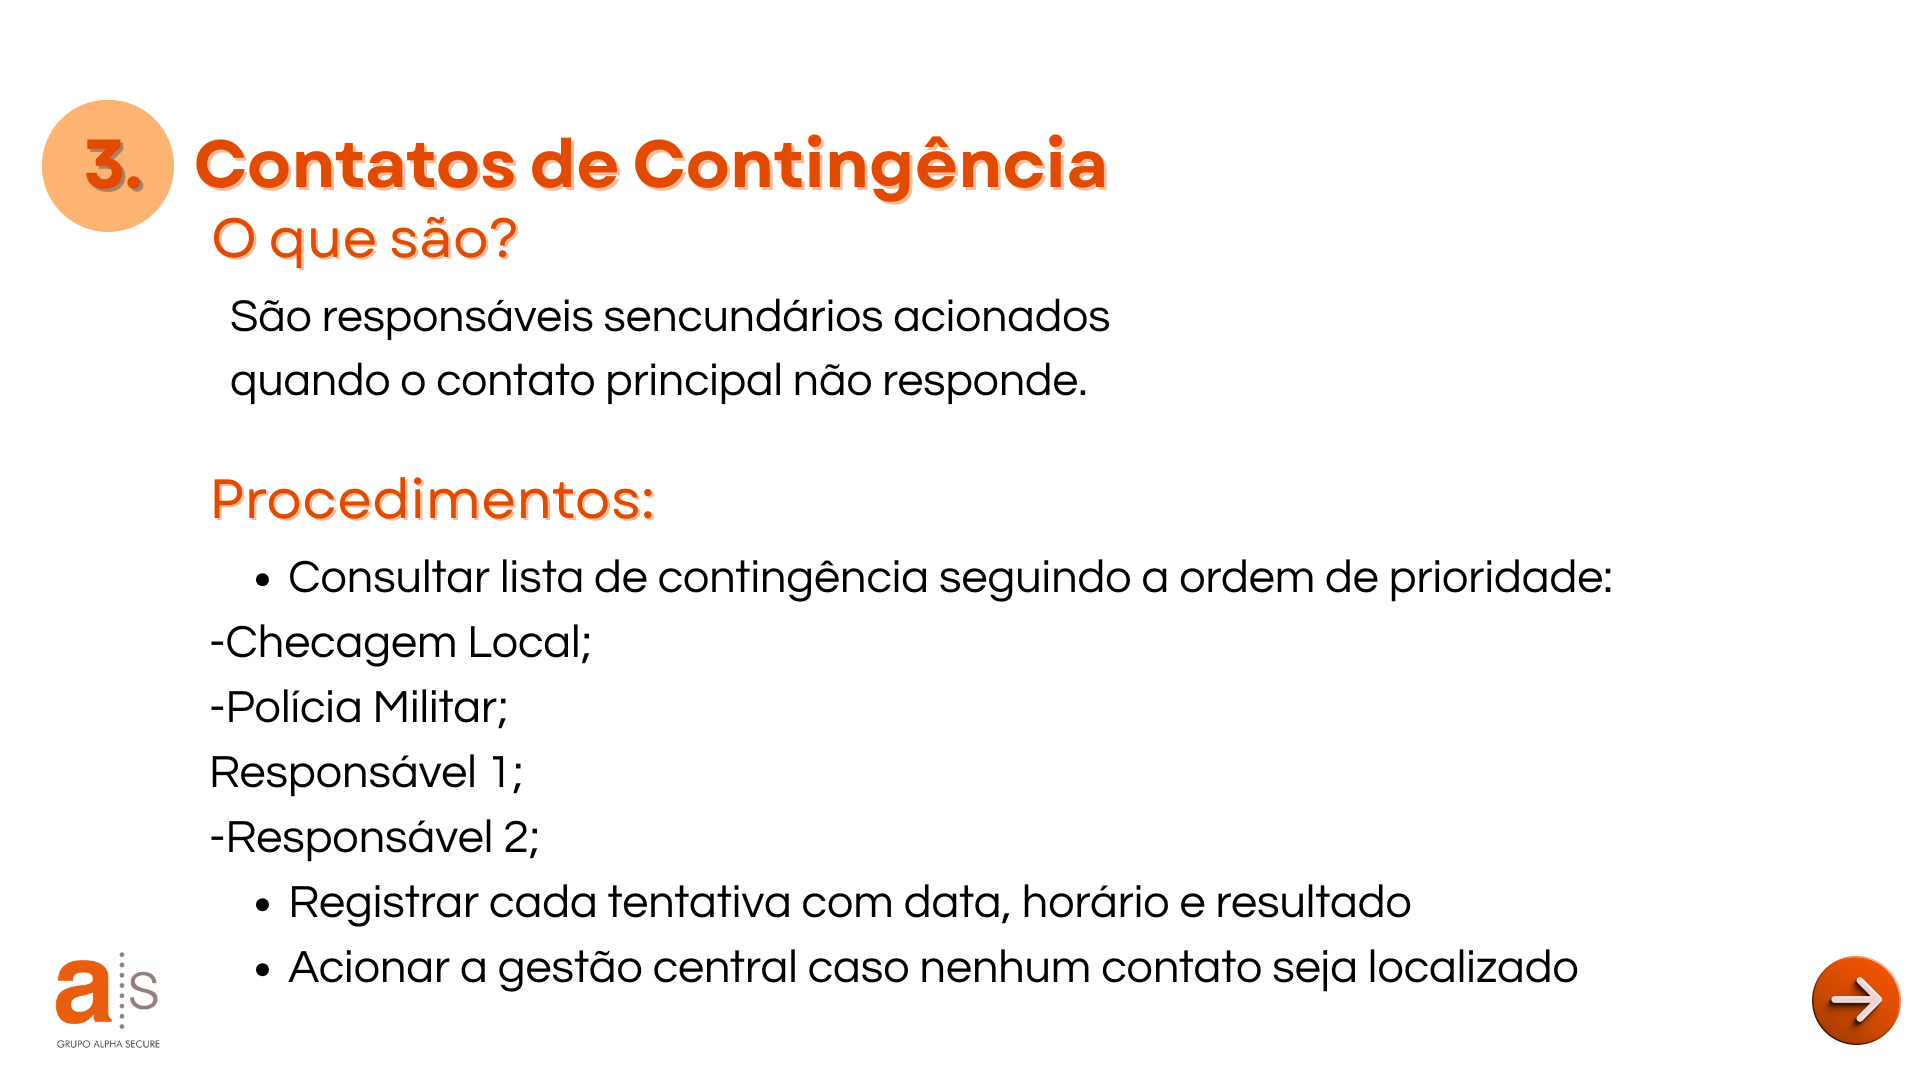 3. Contatos de Contingência
O que são?
São responsáveis sencundários acionados
quando o contato principal não responde.
Procedimentos:
• Consultar lista de contingência seguindo a ordem de prioridade:
-Checagem Local;
-Polícia Militar;
Responsável 1;
-Responsável 2;
• Registrar cada tentativa com data, horário e resultado
• Acionar a gestão central caso nenhum contato seja localizado
a s
GRUPO ALPHA SECURE